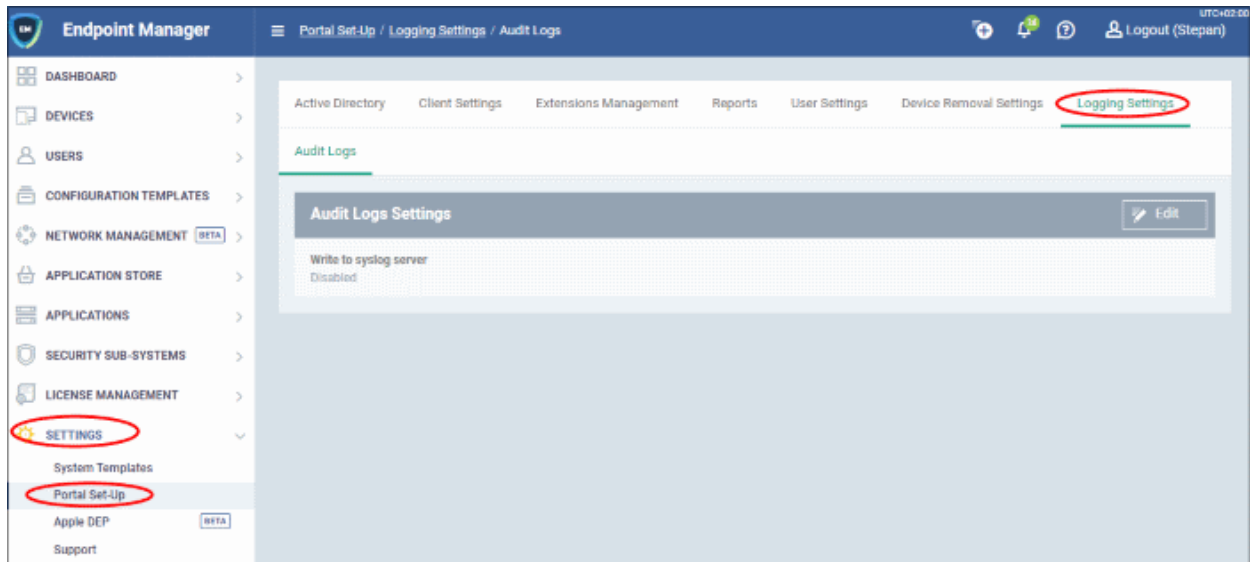 UTC+02:00
EM Endpoint Manager Portal Set-Up / Logging Settings / Audit Logs Logout (Stepan)
DASHBOARD
DEVICES
USERS
CONFIGURATION TEMPLATES
NETWORK MANAGEMENT BETA
APPLICATION STORE
APPLICATIONS
SECURITY SUB-SYSTEMS
LICENSE MANAGEMENT
SETTINGS
System Templates
Portal Set-Up
Apple DEP BETA
Support
Active Directory Client Settings Extensions Management Reports User Settings Device Removal Settings Logging Settings
Audit Logs
Audit Logs Settings Edit
Write to syslog server
Disabled